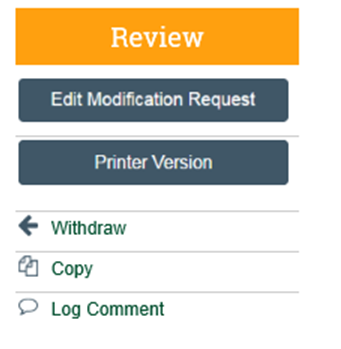 Review
Edit Modification Request
Printer Version
Withdraw
Copy
Log Comment